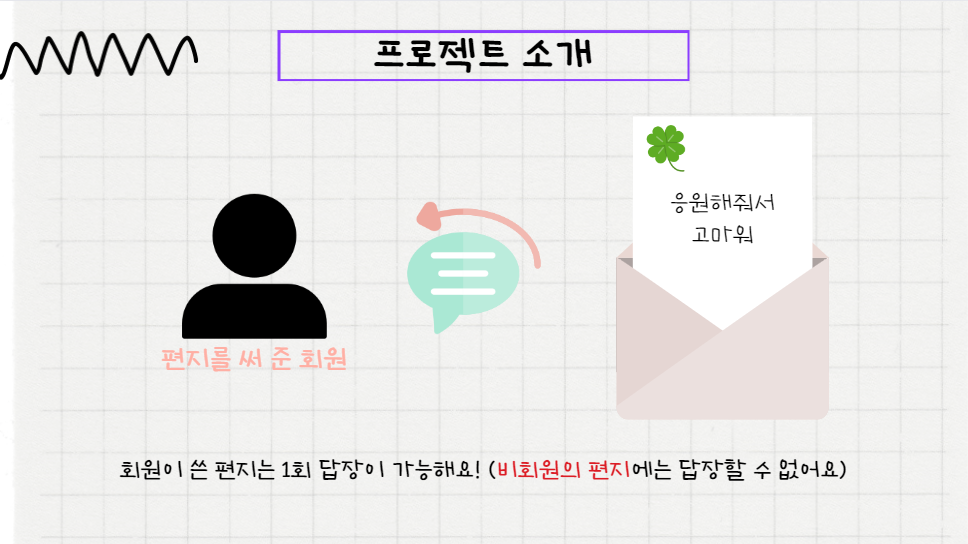 프로젝트 소개
응원해줘서
고마워
편지를 써 준 회원
회원이 쓴 편지는 1회 답장이 가능해요! (비회원의 편지에는 답장할 수 없어요)